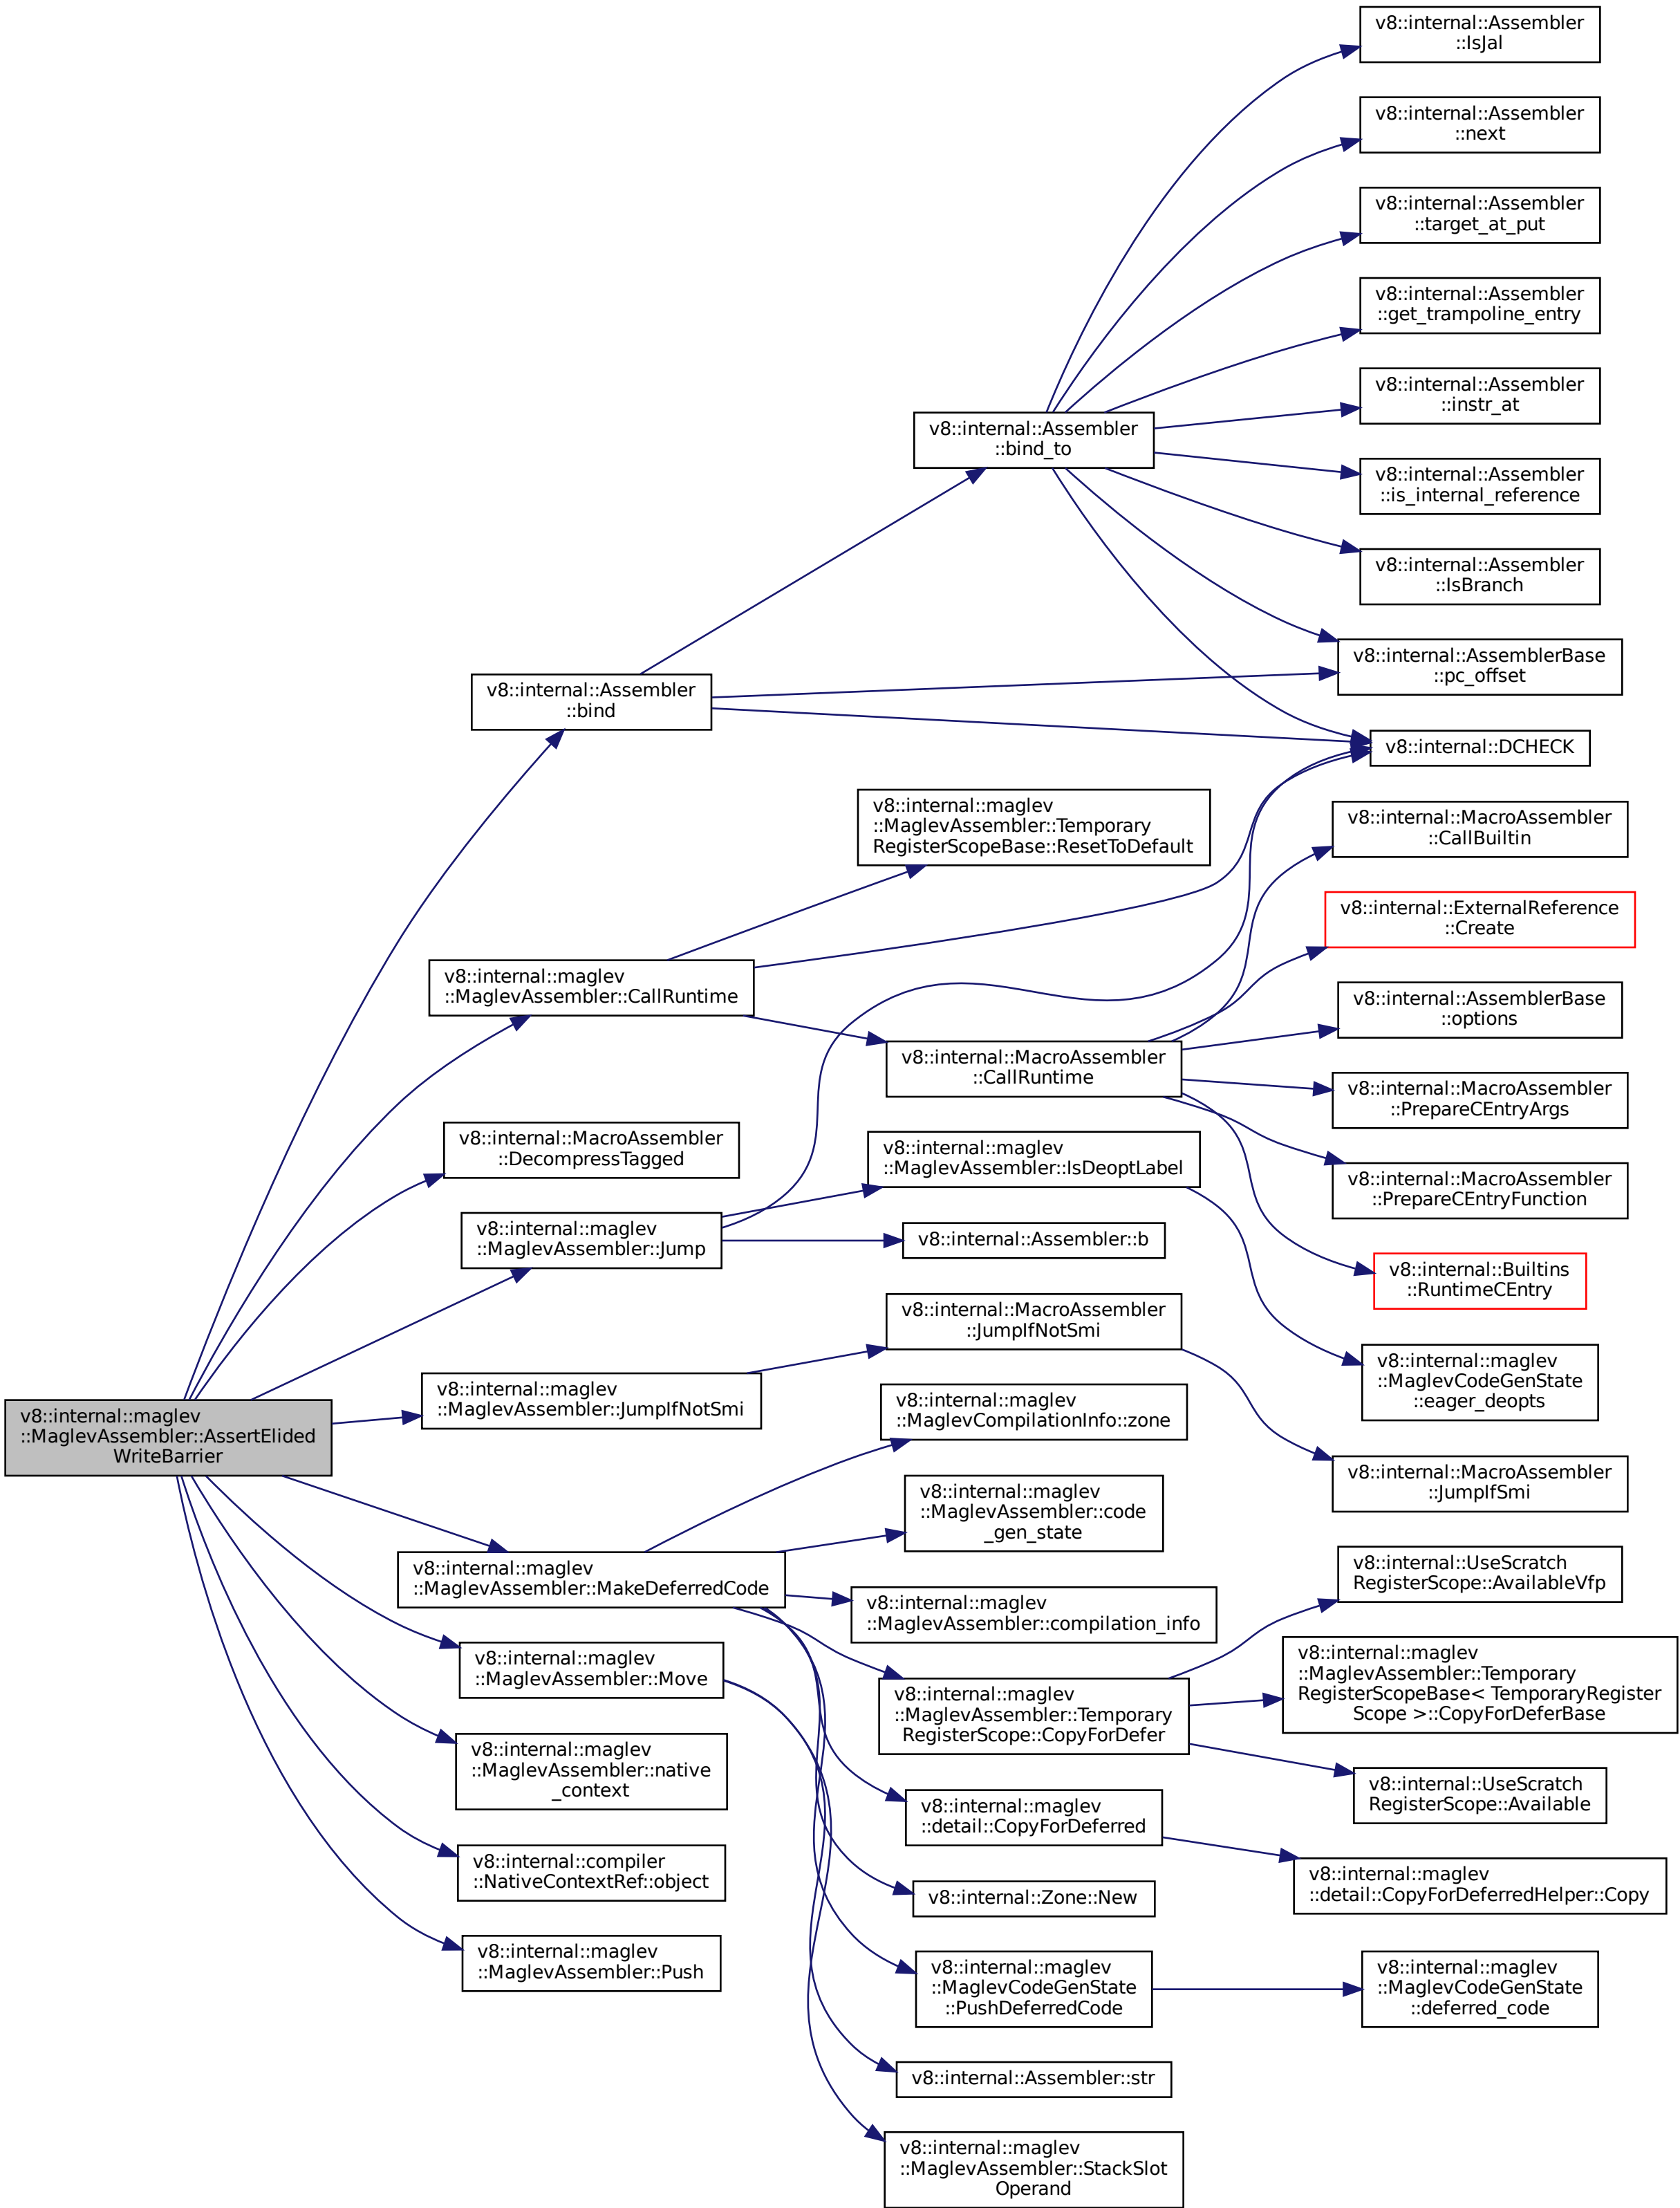 v8::internal::maglev
::MaglevAssembler::AssertElided
WriteBarrier
v8::internal::Assembler
::bind
v8::internal::maglev
::MaglevAssembler::CallRuntime
v8::internal::MacroAssembler
::DecompressTagged
v8::internal::maglev
::MaglevAssembler::Jump
v8::internal::maglev
::MaglevAssembler::JumpIfNotSmi
v8::internal::maglev
::MaglevAssembler::MakeDeferredCode
v8::internal::maglev
::MaglevAssembler::Move
v8::internal::maglev
::MaglevAssembler::native
_context
v8::internal::compiler
::NativeContextRef::object
v8::internal::maglev
::MaglevAssembler::Push
v8::internal::Assembler
::bind_to
v8::internal::maglev
::MaglevAssembler::Temporary
RegisterScopeBase::ResetToDefault
v8::internal::MacroAssembler
::CallRuntime
v8::internal::maglev
::MaglevAssembler::IsDeoptLabel
v8::internal::Assembler::b
v8::internal::MacroAssembler
::JumpIfNotSmi
v8::internal::maglev
::MaglevCompilationInfo::zone
v8::internal::maglev
::MaglevAssembler::code
_gen_state
v8::internal::maglev
::MaglevAssembler::compilation_info
v8::internal::maglev
::MaglevAssembler::Temporary
RegisterScope::CopyForDefer
v8::internal::maglev
::detail::CopyForDeferred
v8::internal::Zone::New
v8::internal::maglev
::MaglevCodeGenState
::PushDeferredCode
v8::internal::Assembler::str
v8::internal::maglev
::MaglevAssembler::StackSlot
Operand
v8::internal::Assembler
::IsJal
v8::internal::Assembler
::next
v8::internal::Assembler
::target_at_put
v8::internal::Assembler
::get_trampoline_entry
v8::internal::Assembler
::instr_at
v8::internal::Assembler
::is_internal_reference
v8::internal::Assembler
::IsBranch
v8::internal::AssemblerBase
::pc_offset
v8::internal::DCHECK
v8::internal::MacroAssembler
::CallBuiltin
v8::internal::ExternalReference
::Create
v8::internal::AssemblerBase
::options
v8::internal::MacroAssembler
::PrepareCEntryArgs
v8::internal::MacroAssembler
::PrepareCEntryFunction
v8::internal::Builtins
::RuntimeCEntry
v8::internal::maglev
::MaglevCodeGenState
::eager_deopts
v8::internal::MacroAssembler
::JumpIfSmi
v8::internal::UseScratch
RegisterScope::AvailableVfp
v8::internal::maglev
::MaglevAssembler::Temporary
RegisterScopeBase< TemporaryRegister
Scope >::CopyForDeferBase
v8::internal::UseScratch
RegisterScope::Available
v8::internal::maglev
::detail::CopyForDeferredHelper::Copy
v8::internal::maglev
::MaglevCodeGenState
::deferred_code